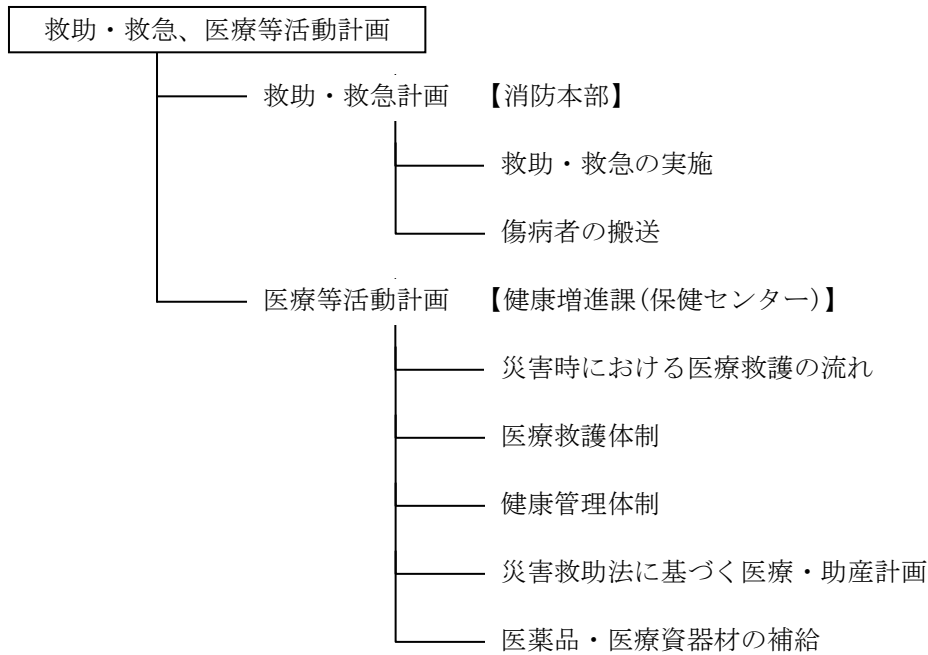 救助・救急、医療等活動計画
救助・救急計画 【消防本部】
救助・救急の実施
傷病者の搬送
医療等活動計画 【健康増進課(保健センター)】
災害時における医療救護の流れ
医療救護体制
健康管理体制
災害救助法に基づく医療・助産計画
医薬品・医療資器材の補給